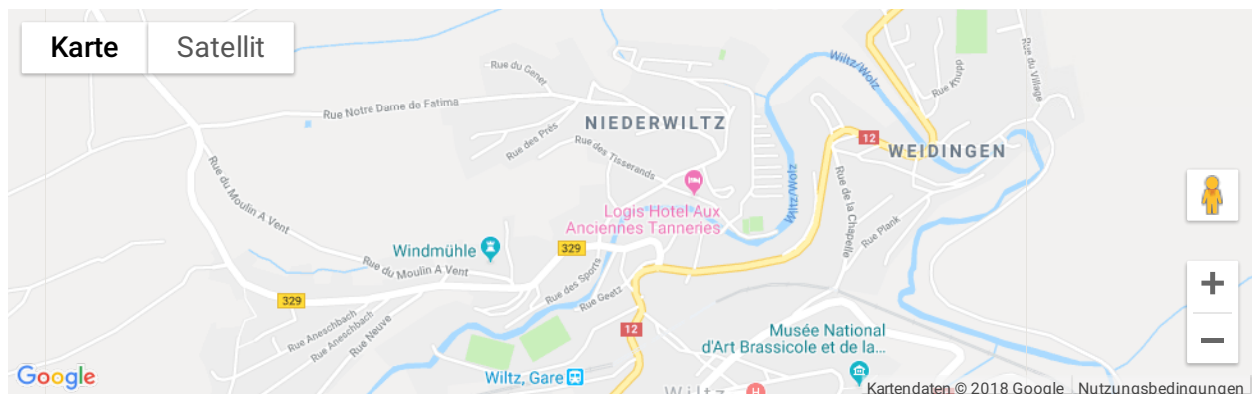 Karte
Satellit
Rue du Gener
Wiltz/Wolz
Rue Knupp
Rue du Village
Rue Notre Dame de Fatima
NIEDERWILTZ
12
WEIDINGEN
Rue des Prés
Rue des Tisserands
Wiltz/Wolz
Rue du Moulin A Vent
Rue de la Chapelle
Logis Hotel Aux
Anciennes Tanneries
Rue Plank
Windmühle
329
Rue du Moulin A Vent
Rue des Sports
Rue Geetz
329
Rue Aneschbach
Rue Aneschbach
Rue Neuve
12
Musée National
d'Art Brassicole et de la...
Wiltz, Gare
Wiltz
H
Google
Kartendaten © 2018 Google
Nutzungsbedingungen